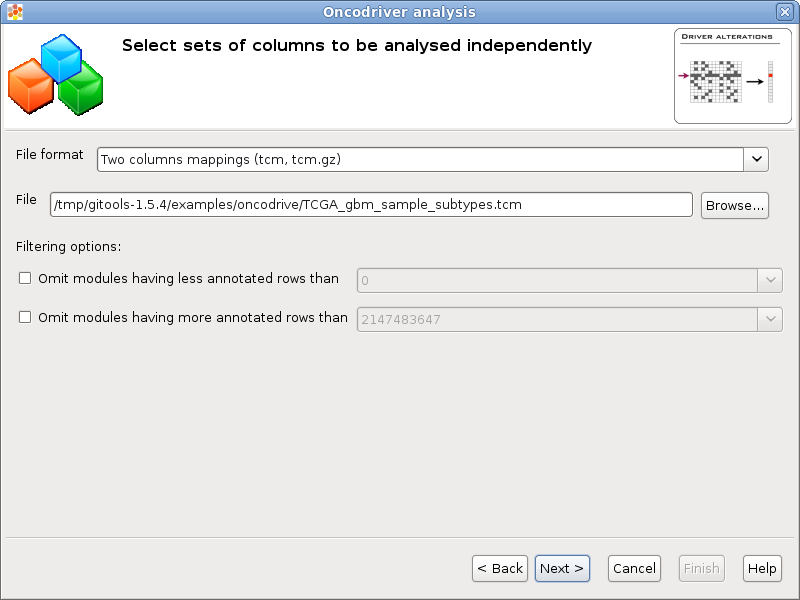 Oncodriver analysis
Select sets of columns to be analysed independently
Driver alterations
File format
Two columns mappings (tcm, tcm.gz)
File
/tmp/gitools-1.5.4/examples/oncodrive/TCGA_gbm_sample_subtypes.tcm
Browse...
Filtering options:
Omit modules having less annotated rows than
0
Omit modules having more annotated rows than
2147483647
< Back
Next >
Cancel
Finish
Help